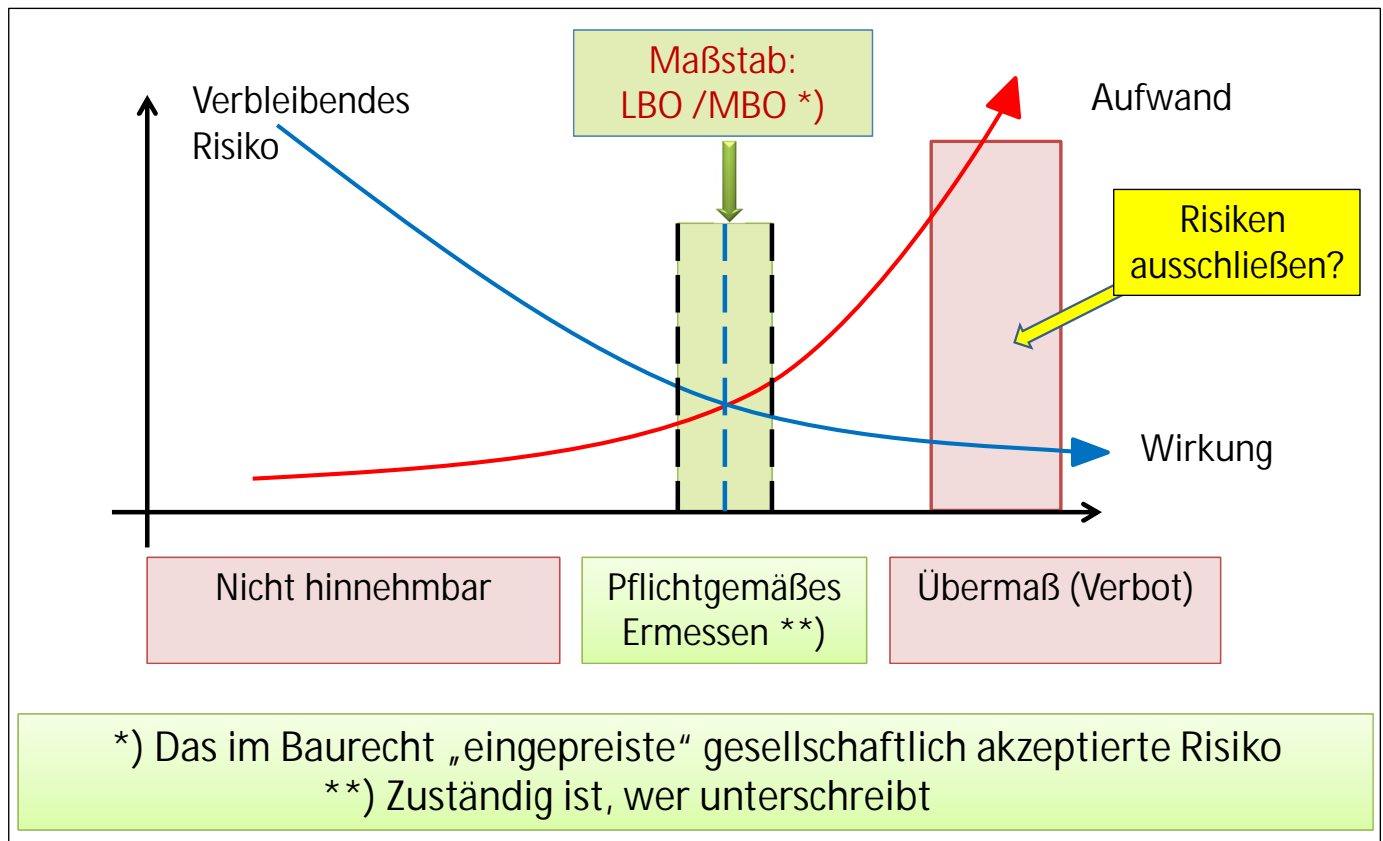 Maßstab:
LBO /MBO *)
Verbleibendes
Risiko
Aufwand
Risiken
ausschließen?
Wirkung
Nicht hinnehmbar
Pflichtgemäßes
Ermessen **)
Übermaß (Verbot)
*) Das im Baurecht „eingepreiste“ gesellschaftlich akzeptierte Risiko
**) Zuständig ist, wer unterschreibt